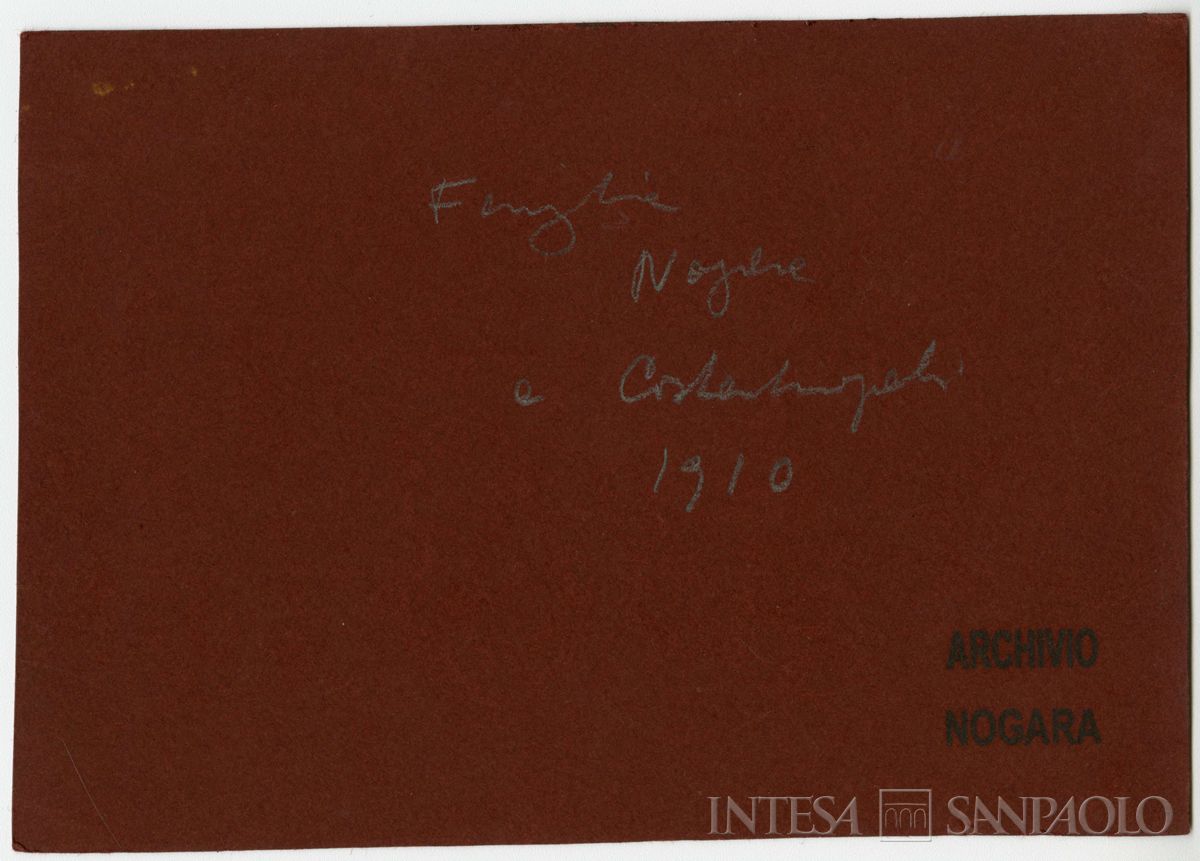 Famiglia
Nogara
a Costantinopoli
1910
ARCHIVIO
NOGARA
INTESA SANPAOLO